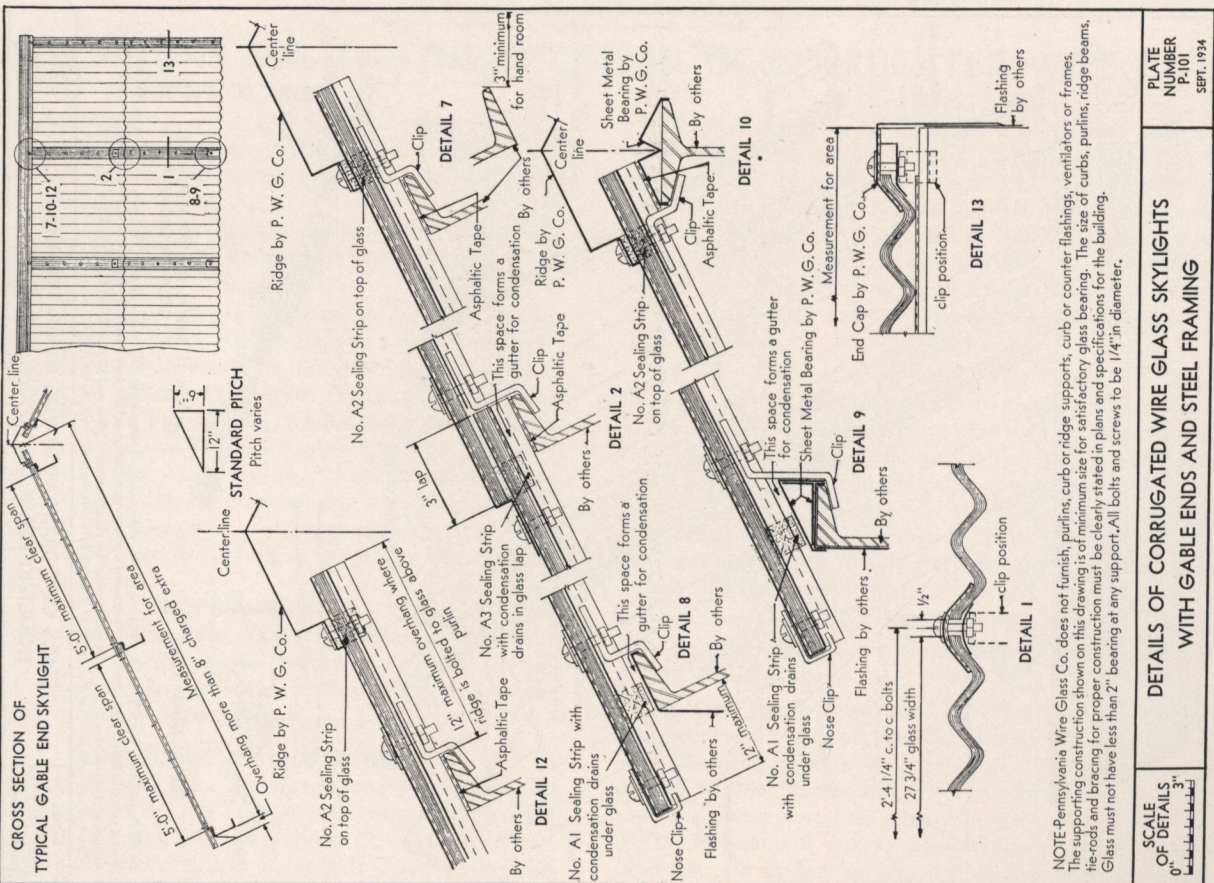 CROSS SECTION OF
TYPICAL GABLE END SKYLIGHT
Center line
5'.0" maximum clear span
5'.0" maximum clear span
Measurement for area
Overhang more than 8" charged extra
STANDARD PITCH
12"
6"
Pitch varies
7-10-12
2
1
8-9
13
Center line
Ridge by P. W. G. Co.
No. A2 Sealing Strip
on top of glass
12" maximum overhang where
ridge is bolted to glass above
purlin
Asphaltic Tape
By others
DETAIL 12
Center line
Ridge by P. W. G. Co.
No. A2 Sealing Strip on top of glass
Clip
DETAIL 7
Asphaltic Tape
By others
3" minimum
for hand room
3" lap
This space forms a
gutter for condensation
Clip
Asphaltic Tape
By others
DETAIL 2
No. A3 Sealing Strip
with condensation
drains in glass lap
No. A1 Sealing Strip with
condensation drains
under glass
This space forms a
gutter for condensation
Clip
DETAIL 8
By others
Nose Clip
Flashing by others
12" maximum
Ridge by
P. W. G. Co.
Center line
Sheet Metal
Bearing by
P. W. G. Co.
No. A2 Sealing Strip
on top of glass
Clip
Asphaltic Tape
By others
DETAIL 10
This space forms a gutter
for condensation
Sheet Metal Bearing by P. W. G. Co.
Clip
DETAIL 9
By others
No. A1 Sealing Strip
with condensation drains
under glass
Nose Clip
Flashing by others
2'.4 1/4" c. to c. bolts
27 3/4" glass width
1/2"
clip position
DETAIL 1
Measurement for area
End Cap by P. W. G. Co.
clip position
Flashing
by others
DETAIL 13
NOTE-Pennsylvania Wire Glass Co. does not furnish, purlins, curb or ridge supports, curb or counter flashings, ventilators or frames.
The supporting construction shown on this drawing is of minimum size for satisfactory glass bearing. The size of curbs, purlins, ridge beams,
tie-rods and bracing for proper construction must be clearly stated in plans and specifications for the building.
Glass must not have less than 2" bearing at any support. All bolts and screws to be 1/4" in diameter.
SCALE
OF DETAILS
0" 3"
DETAILS OF CORRUGATED WIRE GLASS SKYLIGHTS
WITH GABLE ENDS AND STEEL FRAMING
PLATE
NUMBER
P-101
SEPT. 1934